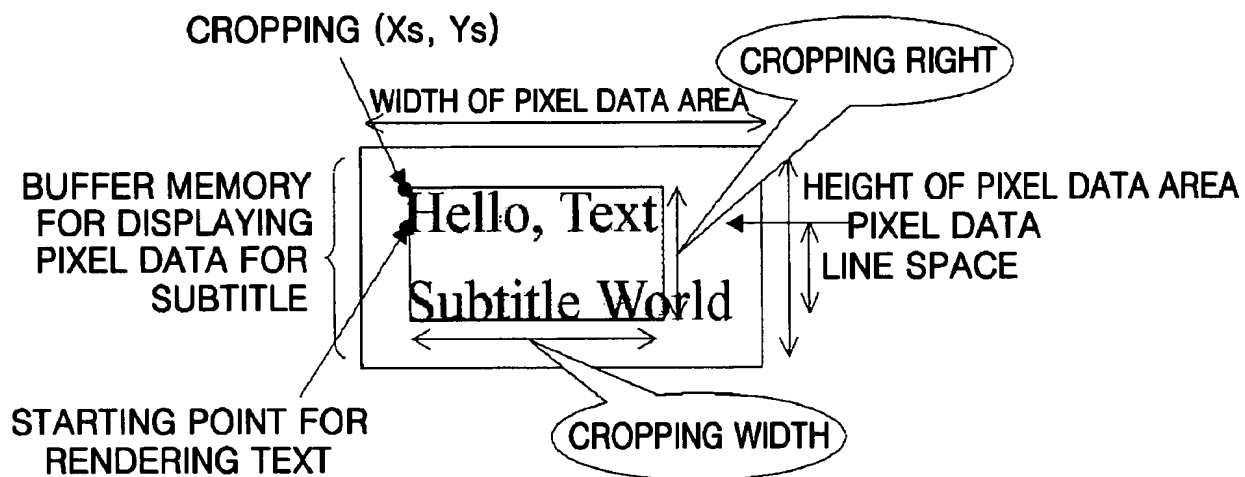 CROPPING (Xs, Ys)
CROPPING RIGHT
WIDTH OF PIXEL DATA AREA
BUFFER MEMORY
FOR DISPLAYING
PIXEL DATA FOR
SUBTITLE
Hello, Text
Subtitle World
HEIGHT OF PIXEL DATA AREA
PIXEL DATA
LINE SPACE
STARTING POINT FOR
RENDERING TEXT
CROPPING WIDTH